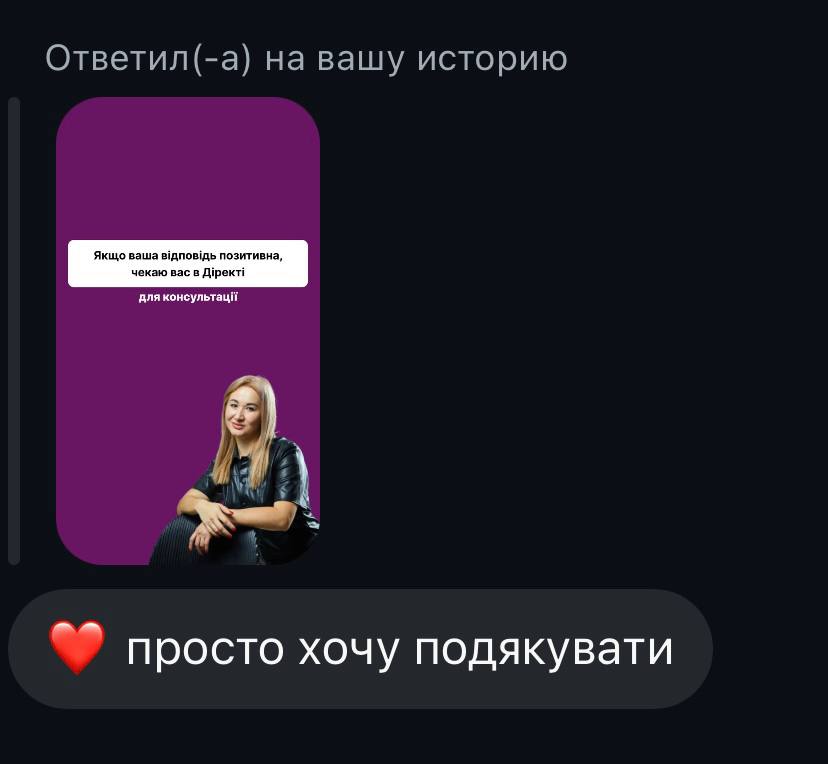 Ответил(-а) на вашу историю
Якщо ваша відповідь позитивна,
чекаю вас в Діректі
для консультації
❤️ просто хочу подякувати